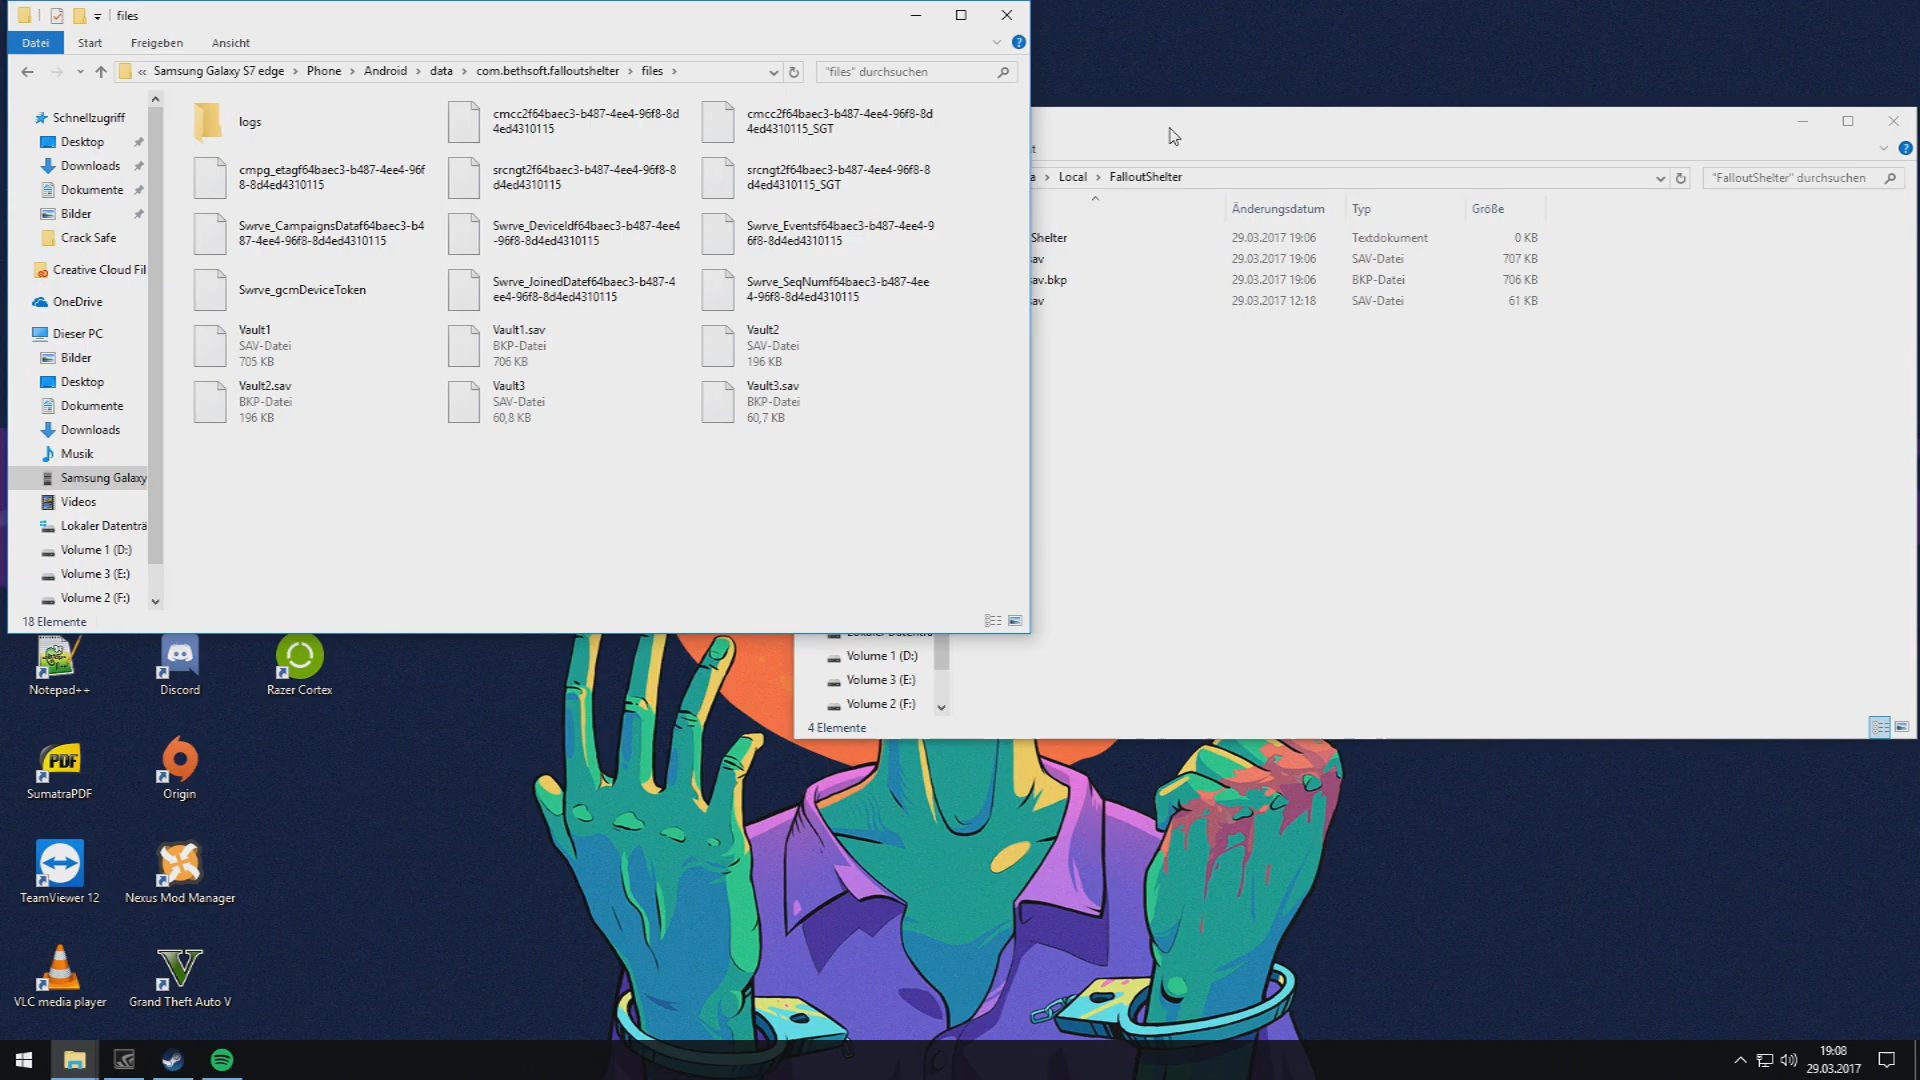 files
Datei
Start
Freigeben
Ansicht
« Samsung Galaxy S7 edge › Phone › Android › data › com.bethsoft.falloutshelter › files ›
"files" durchsuchen
Schnellzugriff
Desktop
Downloads
Dokumente
Bilder
Crack Safe
Creative Cloud Fil
OneDrive
Dieser PC
Bilder
Desktop
Dokumente
Downloads
Musik
Samsung Galaxy
Videos
Lokaler Datenträ
Volume 1 (D:)
Volume 3 (E:)
Volume 2 (F:)
18 Elemente
logs
cmcc2f64baec3-b487-4ee4-96f8-8d
4ed4310115
cmcc2f64baec3-b487-4ee4-96f8-8d
4ed4310115_SGT
cmpg_etagf64baec3-b487-4ee4-96f
8-8d4ed4310115
srcngt2f64baec3-b487-4ee4-96f8-8
d4ed4310115
srcngt2f64baec3-b487-4ee4-96f8-8
d4ed4310115_SGT
Swrve_CampaignsDataf64baec3-b4
87-4ee4-96f8-8d4ed4310115
Swrve_DeviceIdf64baec3-b487-4ee4
-96f8-8d4ed4310115
Swrve_Eventsf64baec3-b487-4ee4-9
6f8-8d4ed4310115
Swrve_gcmDeviceToken
Swrve_JoinedDatef64baec3-b487-4
ee4-96f8-8d4ed4310115
Swrve_SeqNumf64baec3-b487-4ee
4-96f8-8d4ed4310115
Vault1
SAV-Datei
705 KB
Vault1.sav
BKP-Datei
706 KB
Vault2
SAV-Datei
196 KB
Vault2.sav
BKP-Datei
196 KB
Vault3
SAV-Datei
60,8 KB
Vault3.sav
BKP-Datei
60,7 KB
t
a › Local › FalloutShelter
"FalloutShelter" durchsuchen
Änderungsdatum Typ Größe
Shelter 29.03.2017 19:06 Textdokument 0 KB
av 29.03.2017 19:06 SAV-Datei 707 KB
av.bkp 29.03.2017 19:06 BKP-Datei 706 KB
av 29.03.2017 12:18 SAV-Datei 61 KB
Lokaler Datenträ
Volume 1 (D:)
Volume 3 (E:)
Volume 2 (F:)
4 Elemente
Notepad++
Discord
Razer Cortex
PDF
SumatraPDF
Origin
TeamViewer 12
Nexus Mod Manager
VLC media player
V
Grand Theft Auto V
19:08
29.03.2017